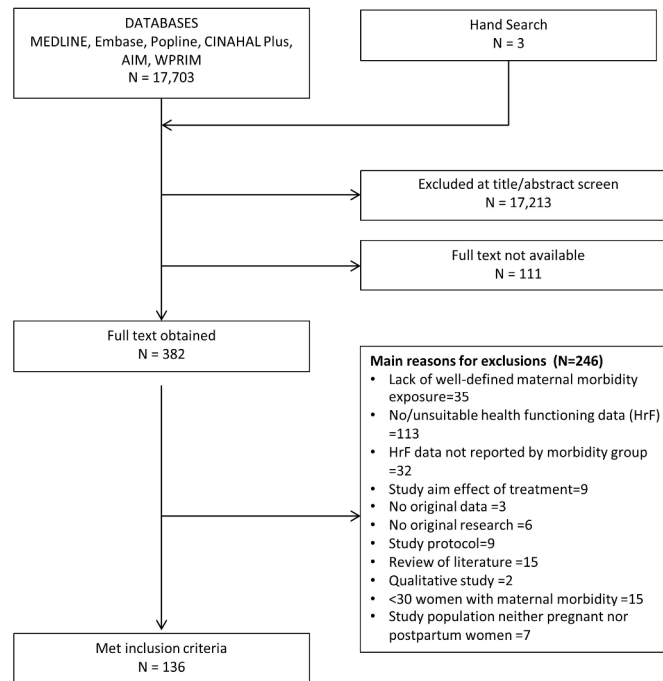 DATABASES
MEDLINE, Embase, Popline, CINAHAL Plus,
AIM, WPRIM
N = 17,703
Hand Search
N = 3
Excluded at title/abstract screen
N = 17,213
Full text not available
N = 111
Full text obtained
N = 382
Main reasons for exclusions (N=246)
• Lack of well-defined maternal morbidity
exposure=35
• No/unsuitable health functioning data (HrF)
=113
• HrF data not reported by morbidity group
=32
• Study aim effect of treatment=9
• No original data =3
• No original research =6
• Study protocol=9
• Review of literature =15
• Qualitative study =2
• <30 women with maternal morbidity =15
• Study population neither pregnant nor
postpartum women =7
Met inclusion criteria
N = 136